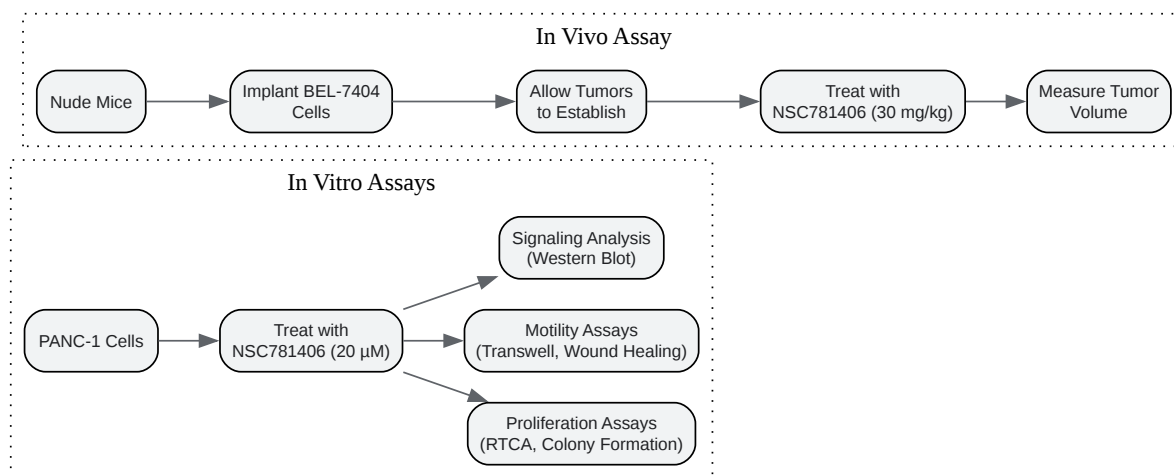 In Vivo Assay
Nude Mice
Implant BEL-7404
Cells
Allow Tumors
to Establish
Treat with
NSC781406 (30 mg/kg)
Measure Tumor
Volume
In Vitro Assays
PANC-1 Cells
Treat with
NSC781406 (20 µM)
Signaling Analysis
(Western Blot)
Motility Assays
(Transwell, Wound Healing)
Proliferation Assays
(RTCA, Colony Formation)